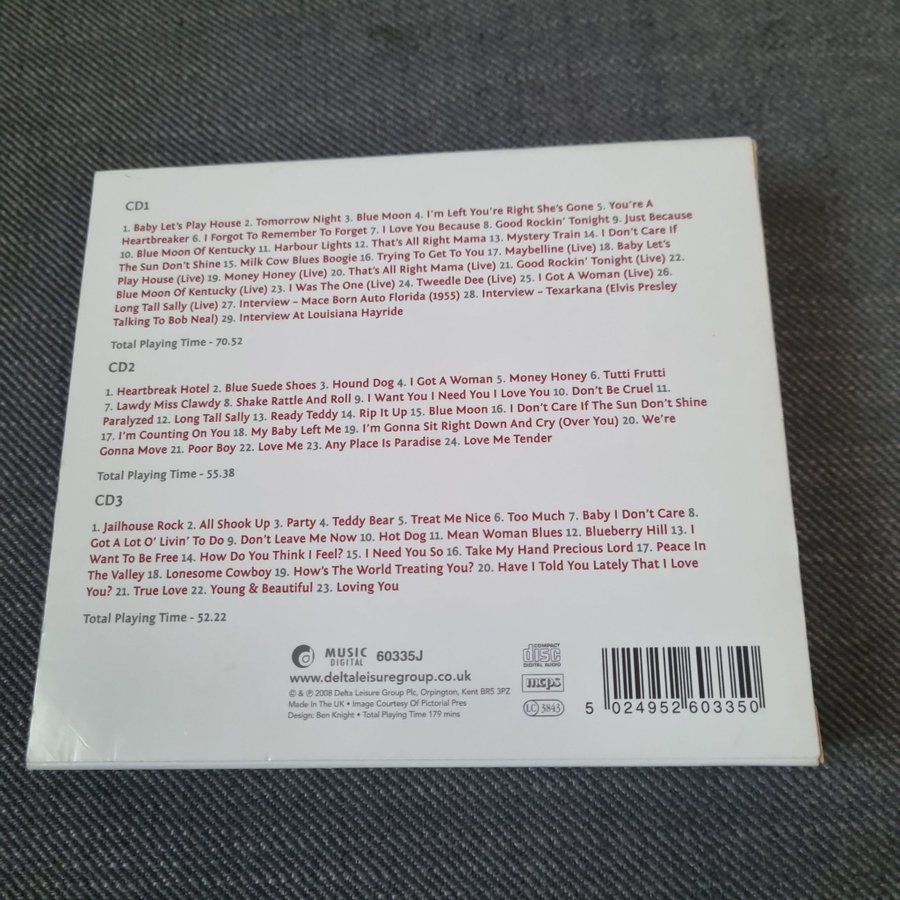 CD1
1. Baby Let's Play House 2. Tomorrow Night 3. Blue Moon 4. I'm Left You're Right She's Gone 5. You're A
Heartbreaker 6. I Forgot To Remember To Forget 7. I Love You Because 8. Good Rockin' Tonight 9. Just Because
10. Blue Moon Of Kentucky 11. Harbour Lights 12. That's All Right Mama 13. Mystery Train 14. I Don't Care If
The Sun Don't Shine 15. Milk Cow Blues Boogie 16. Trying To Get To You 17. Maybelline (Live) 18. Baby Let's
Play House (Live) 19. Money Honey (Live) 20. That's All Right Mama (Live) 21. Good Rockin' Tonight (Live) 22.
Blue Moon Of Kentucky (Live) 23. I Was The One (Live) 24. Tweedle Dee (Live) 25. I Got A Woman (Live) 26.
Long Tall Sally (Live) 27. Interview – Mace Born Auto Florida (1955) 28. Interview – Texarkana (Elvis Presley
Talking To Bob Neal) 29. Interview At Louisiana Hayride
Total Playing Time - 70.52
CD2
1. Heartbreak Hotel 2. Blue Suede Shoes 3. Hound Dog 4. I Got A Woman 5. Money Honey 6. Tutti Frutti
7. Lawdy Miss Clawdy 8. Shake Rattle And Roll 9. I Want You I Need You I Love You 10. Don't Be Cruel 11.
Paralyzed 12. Long Tall Sally 13. Ready Teddy 14. Rip It Up 15. Blue Moon 16. I Don't Care If The Sun Don't Shine
17. I'm Counting On You 18. My Baby Left Me 19. I'm Gonna Sit Right Down And Cry (Over You) 20. We're
Gonna Move 21. Poor Boy 22. Love Me 23. Any Place Is Paradise 24. Love Me Tender
Total Playing Time - 55.38
CD3
1. Jailhouse Rock 2. All Shook Up 3. Party 4. Teddy Bear 5. Treat Me Nice 6. Too Much 7. Baby I Don't Care 8.
Got A Lot O' Livin' To Do 9. Don't Leave Me Now 10. Hot Dog 11. Mean Woman Blues 12. Blueberry Hill 13. I
Want To Be Free 14. How Do You Think I Feel? 15. I Need You So 16. Take My Hand Precious Lord 17. Peace In
The Valley 18. Lonesome Cowboy 19. How's The World Treating You? 20. Have I Told You Lately That I Love
You? 21. True Love 22. Young & Beautiful 23. Loving You
Total Playing Time - 52.22
MUSIC DIGITAL 60335J
www.deltaleisuregroup.co.uk
© & ℗ 2008 Delta Leisure Group Plc, Orpington, Kent BR5 3PZ
Made In The UK • Image Courtesy Of Pictorial Pres
Design: Ben Knight • Total Playing Time 179 mins
COMPACT
disc
DIGITAL AUDIO
mcps
LC 3843
5 024952 603350